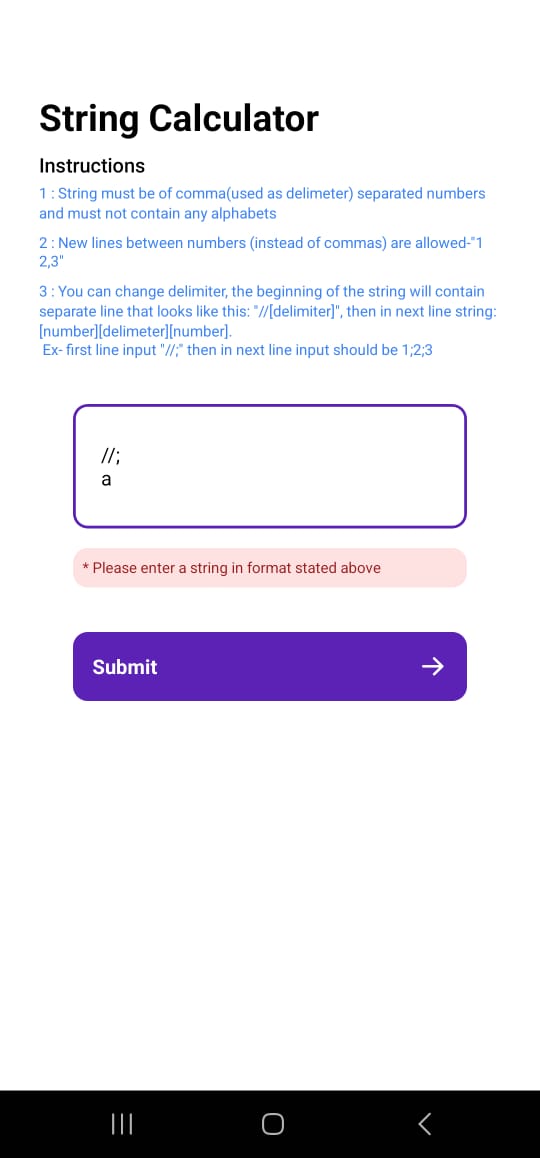 String Calculator
Instructions
1 : String must be of comma(used as delimeter) separated numbers
and must not contain any alphabets
2 : New lines between numbers (instead of commas) are allowed-"1
2,3"
3 : You can change delimiter, the beginning of the string will contain
separate line that looks like this: "//[delimiter]", then in next line string:
[number][delimeter][number].
Ex- first line input "//;" then in next line input should be 1;2;3
//;
a
* Please enter a string in format stated above
Submit